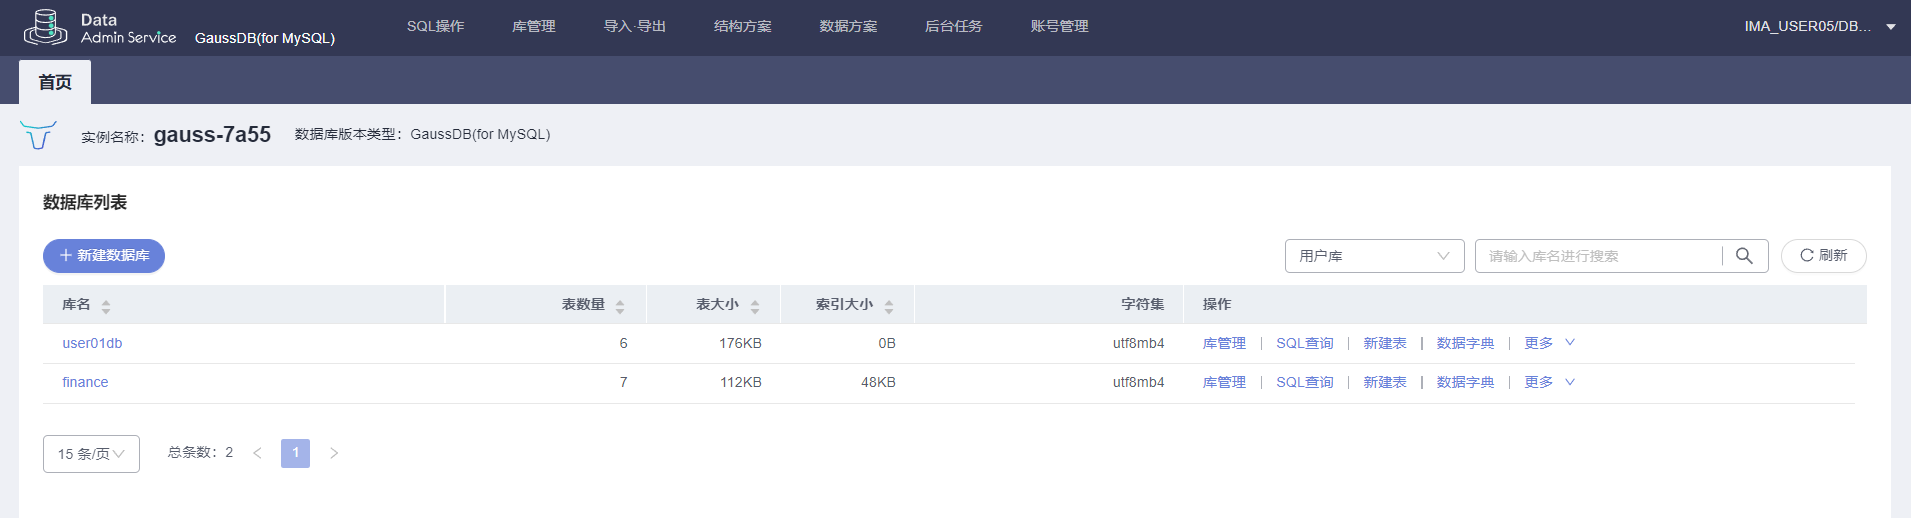 Data
Admin Service GaussDB(for MySQL) SQL操作 库管理 导入·导出 结构方案 数据方案 后台任务 账号管理 IMA_USER05/DB...
首页
实例名称: gauss-7a55 数据库版本类型: GaussDB(for MySQL)
数据库列表
+ 新建数据库 用户库 请输入库名进行搜索 刷新
库名 表数量 表大小 索引大小 字符集 操作
user01db 6 176KB 0B utf8mb4 库管理 | SQL查询 | 新建表 | 数据字典 | 更多
finance 7 112KB 48KB utf8mb4 库管理 | SQL查询 | 新建表 | 数据字典 | 更多
15 条/页 总条数: 2 < 1 >